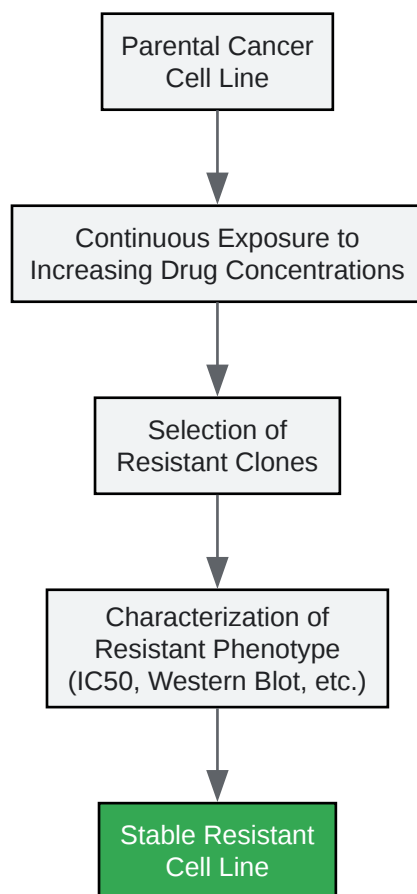 Parental Cancer
Cell Line
Continuous Exposure to
Increasing Drug Concentrations
Selection of
Resistant Clones
Characterization of
Resistant Phenotype
(IC50, Western Blot, etc.)
Stable Resistant
Cell Line